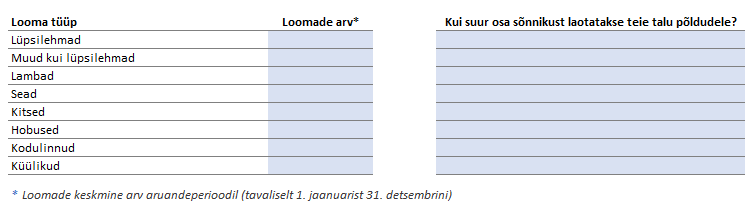 Looma tüüp Loomade arv* Kui suur osa sõnnikust laotatakse teie talu põldudele?
Lüpsilehmad
Muud kui lüpsilehmad
Lambad
Sead
Kitsed
Hobused
Kodulinnud
Küülikud
* Loomade keskmine arv aruandeperioodil (tavaliselt 1. jaanuarist 31. detsembrini)